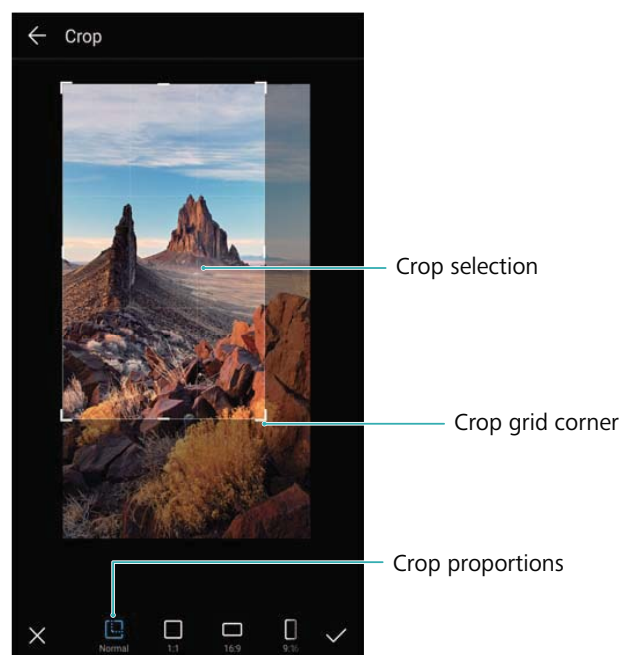 Crop
Crop selection
Crop grid corner
Crop proportions
Normal 1:1 16:9 9:16